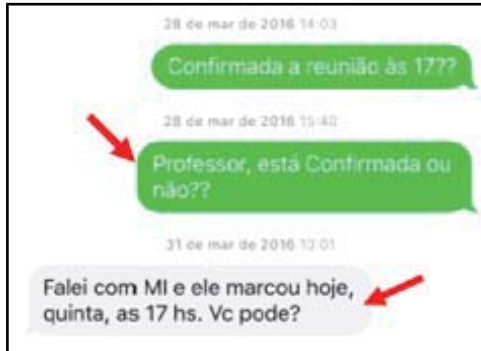 28 de mar de 2016 14:03
Confirmada a reunião às 17??
28 de mar de 2016 15:40
Professor, está Confirmada ou
não??
31 de mar de 2016 13:01
Falei com MI e ele marcou hoje,
quinta, as 17 hs. Vc pode?